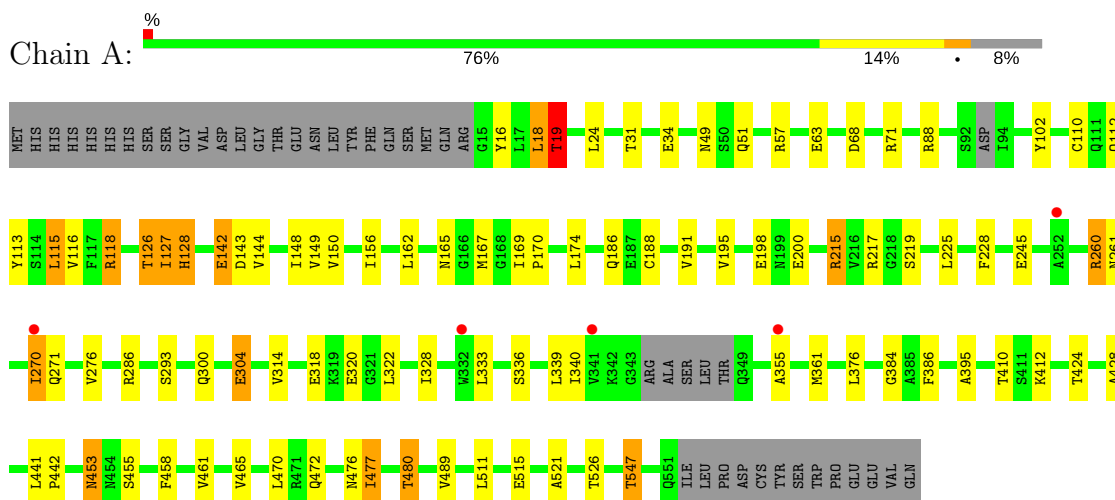 %
Chain A:
76% 14% • 8%
MET HIS HIS HIS HIS HIS HIS SER SER GLY VAL ASP LEU GLY THR GLU ASN LEU TYR PHE GLN SER MET GLN ARG G15 Y16 L17 L18 T19 L24 T31 E34 N49 S50 Q51 R57 E63 D68 R71 R88 S92 ASP I94 Y102 C110 Q111
Y113 S114 L115 V116 F117 R118 T126 I127 H128 E142 D143 V144 I148 V149 V150 I156 L162 N165 G166 M167 G168 I169 P170 L174 Q186 E187 C188 V191 V195 E198 N199 E200 R215 V216 R217 G218 S219 L225 F228 E245 A252 R260 N261
I270 Q271 V276 R286 S293 Q300 E304 V314 E318 K319 E320 G321 L322 I328 W332 L333 S336 L339 I340 V341 K342 G343 ARG ALA SER LEU THR Q349 A355 M361 L376 G384 A385 F386 A395 T410 S411 K412 T424
L441 P442 N453 N454 S455 F458 V461 V465 L470 R471 Q472 N476 I477 T480 V489 L511 E515 A521 T526 T547 Q551 ILE LEU PRO ASP CYS TYR SER TRP PRO GLU GLU VAL GLN